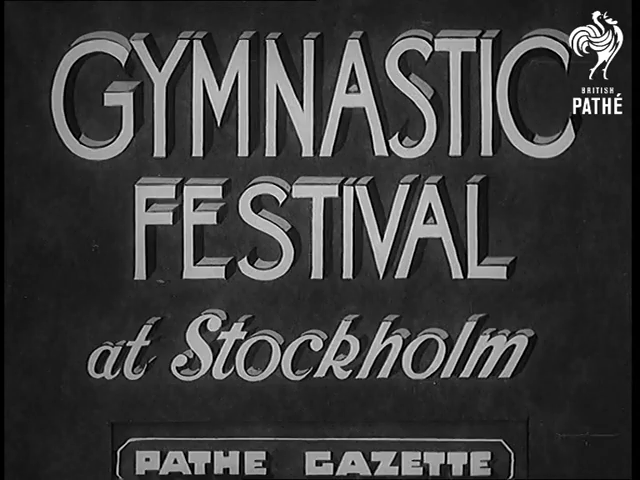 GYMNASTIC
BRITISH
PATHÉ
FESTIVAL
at Stockholm
PATHE GAZETTE